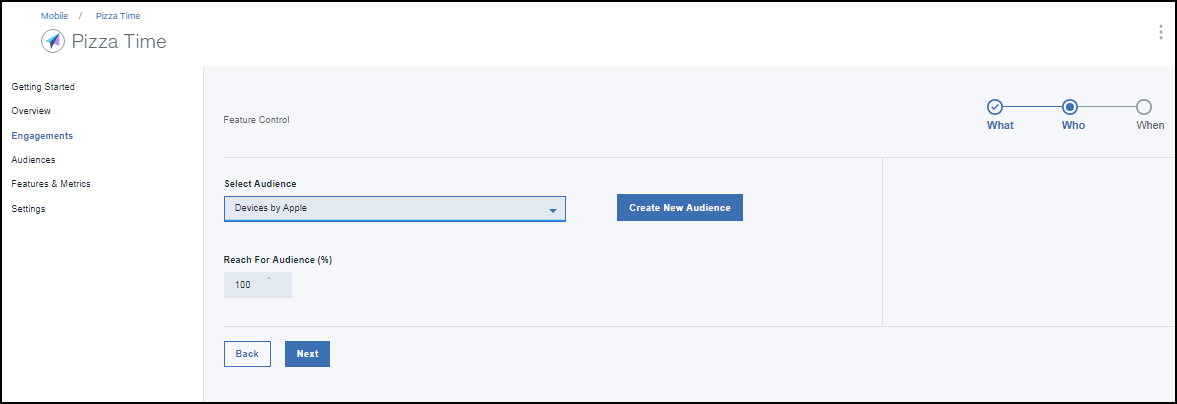 Mobile / Pizza Time
Pizza Time
Getting Started
Overview
Engagements
Audiences
Features & Metrics
Settings
Feature Control
What Who When
Select Audience
Devices by Apple
Create New Audience
Reach For Audience (%)
100
Back Next